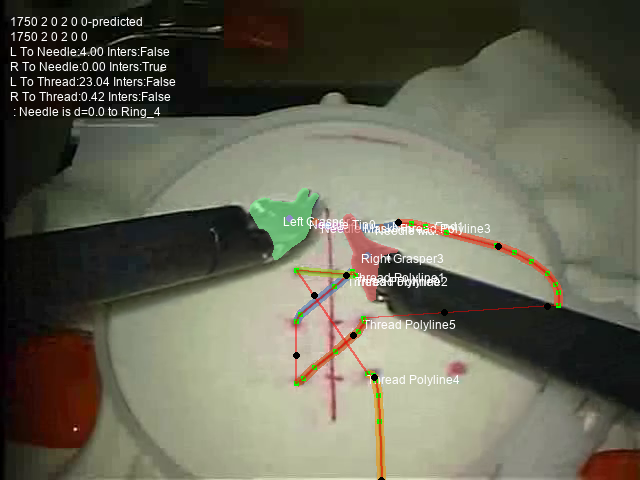 1750 2 0 2 0 0-predicted
1750 2 0 2 0 0
L To Needle:4.00 Inters:False
R To Needle:0.00 Inters:True
L To Thread:23.04 Inters:False
R To Thread:0.42 Inters:False
: Needle is d=0.0 to Ring_4
Left Grasper
Polyline3
Right Grasper3
Thread Polyline1
Thread Polyline5
Thread Polyline4